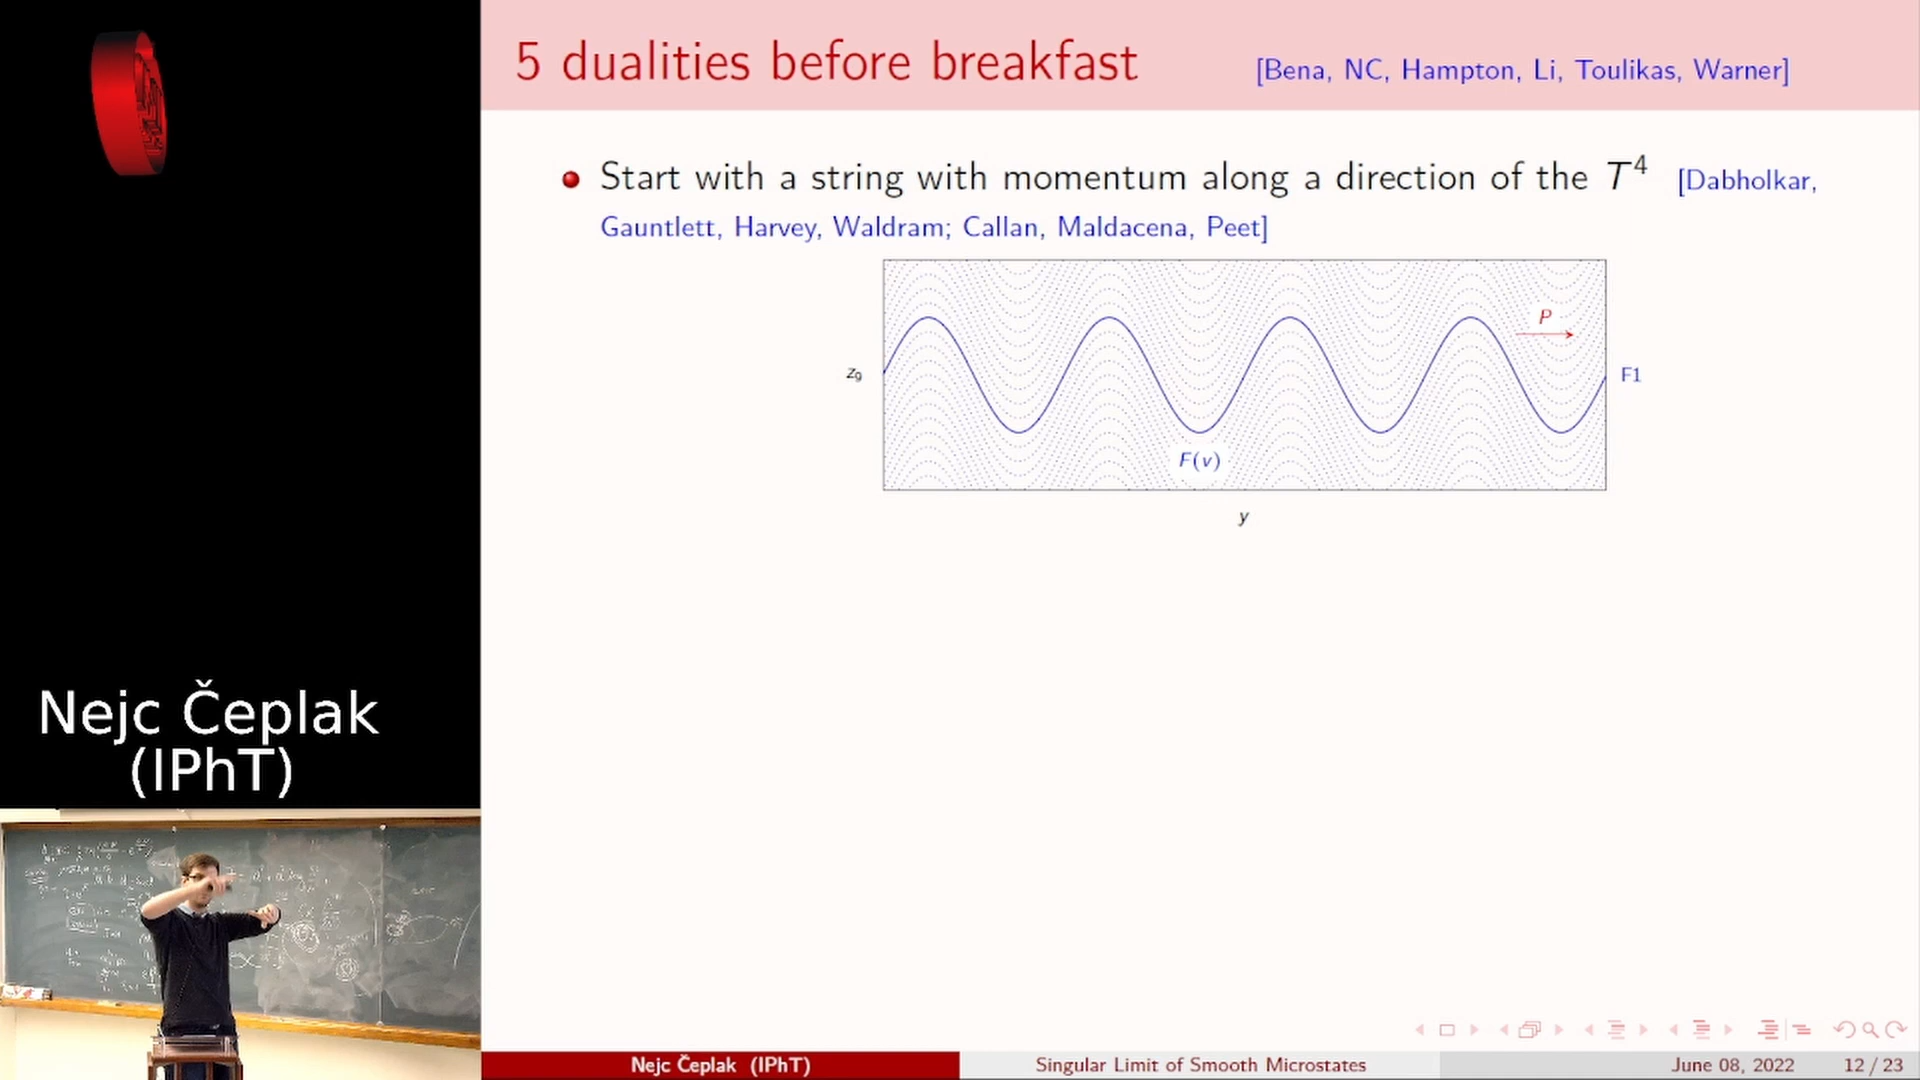 5 dualities before breakfast [Bena, NC, Hampton, Li, Toulikas, Warner]
Start with a string with momentum along a direction of the T⁴ [Dabholkar,
Gauntlett, Harvey, Waldram; Callan, Maldacena, Peet]
P
z₉
F1
F(v)
y
Nejc Čeplak
(IPhT)
Nejc Čeplak (IPhT) Singular Limit of Smooth Microstates June 08, 2022 12 / 23